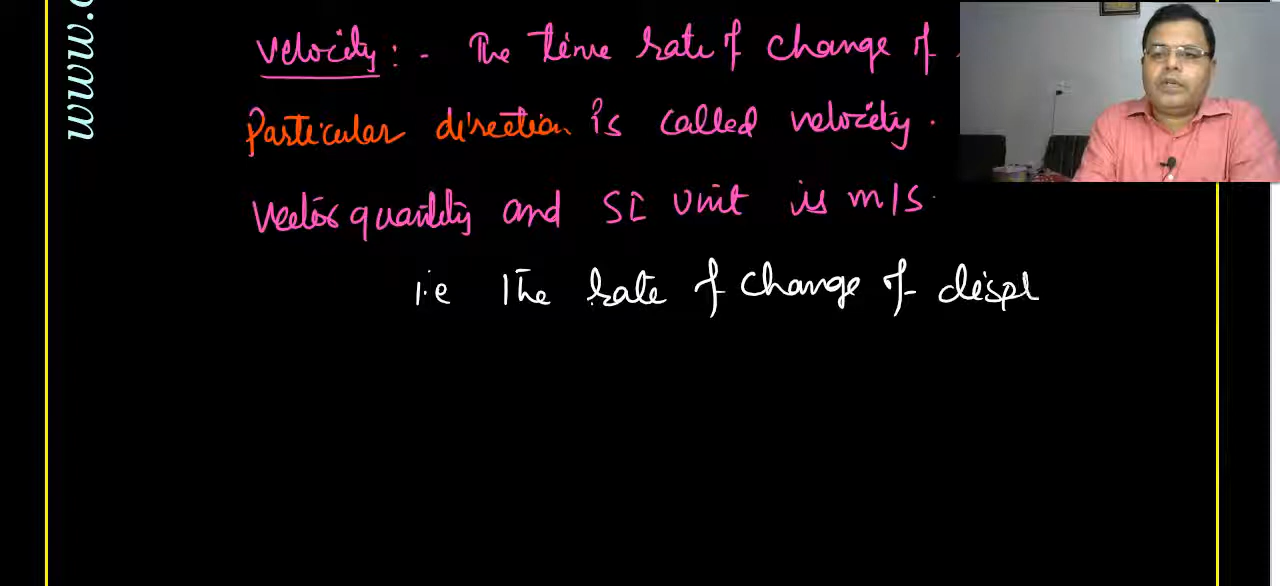 www.
Velocity : - The time rate of change of
Particular direction is called velocity.
Vector quantity and SI unit is m/s.
i.e The rate of change of displ